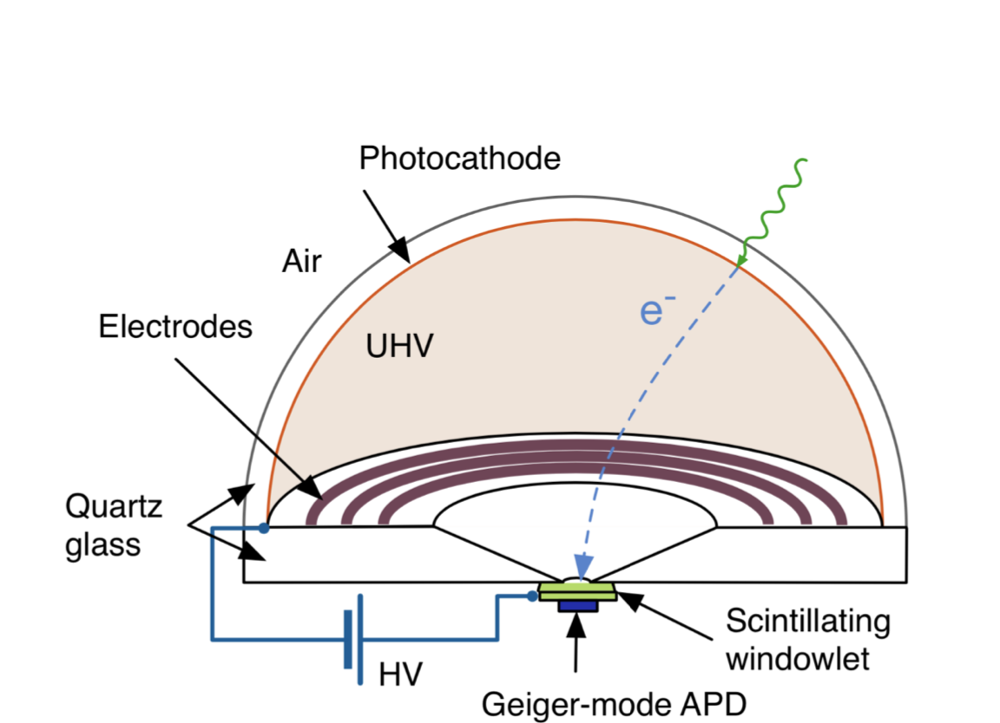 Photocathode
Air
Electrodes
UHV
e-
Quartz
glass
Scintillating
windowlet
HV
Geiger-mode APD